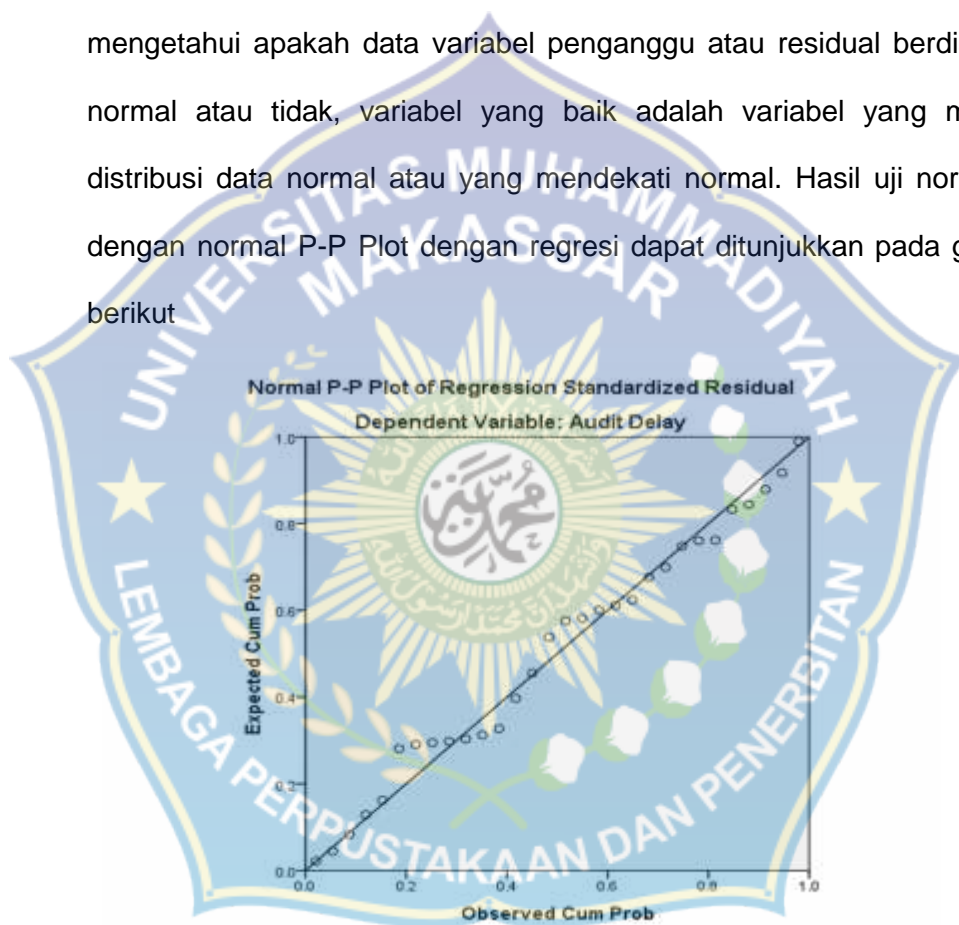 mengetahui apakah data variabel penganggu atau residual berdi
normal atau tidak, variabel yang baik adalah variabel yang m
distribusi data normal atau yang mendekati normal. Hasil uji nor
dengan normal P-P Plot dengan regresi dapat ditunjukkan pada g
berikut
UNIVERSITAS MUHAMMADIYAH
MAKASSAR
LEMBAGA PERPUSTAKAAN DAN PENERBITAN
Normal P-P Plot of Regression Standardized Residual
Dependent Variable: Audit Delay
Expected Cum Prob
1.0
0.8
0.6
0.4
0.2
0.0
0.0 0.2 0.4 0.6 0.8 1.0
Observed Cum Prob